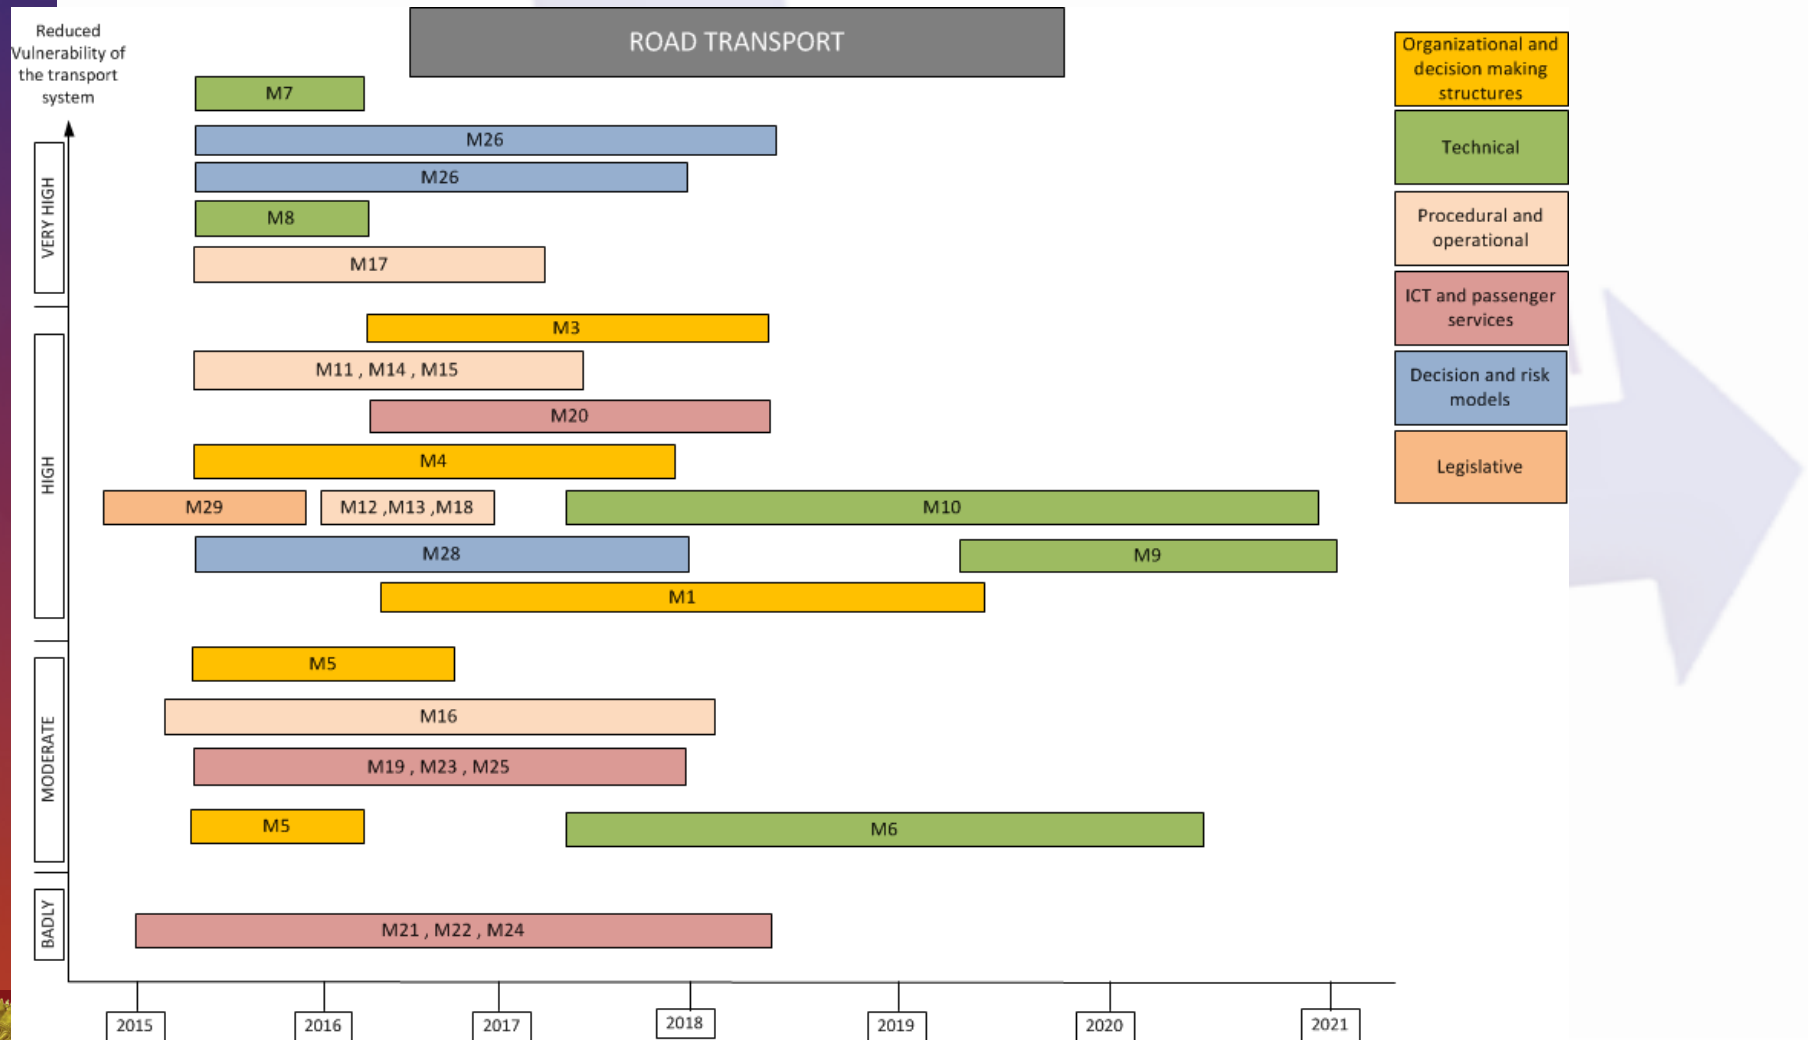 Reduced
Vulnerability of
the transport
system
ROAD TRANSPORT
Organizational and
decision making
structures
Technical
Procedural and
operational
ICT and passenger
services
Decision and risk
models
Legislative
VERY HIGH
M7
M26
M26
M8
M17
HIGH
M3
M11 , M14 , M15
M20
M4
M29
M12 ,M13 ,M18
M10
M28
M9
M1
MODERATE
M5
M16
M19 , M23 , M25
M5
M6
BADLY
M21 , M22 , M24
2015
2016
2017
2018
2019
2020
2021